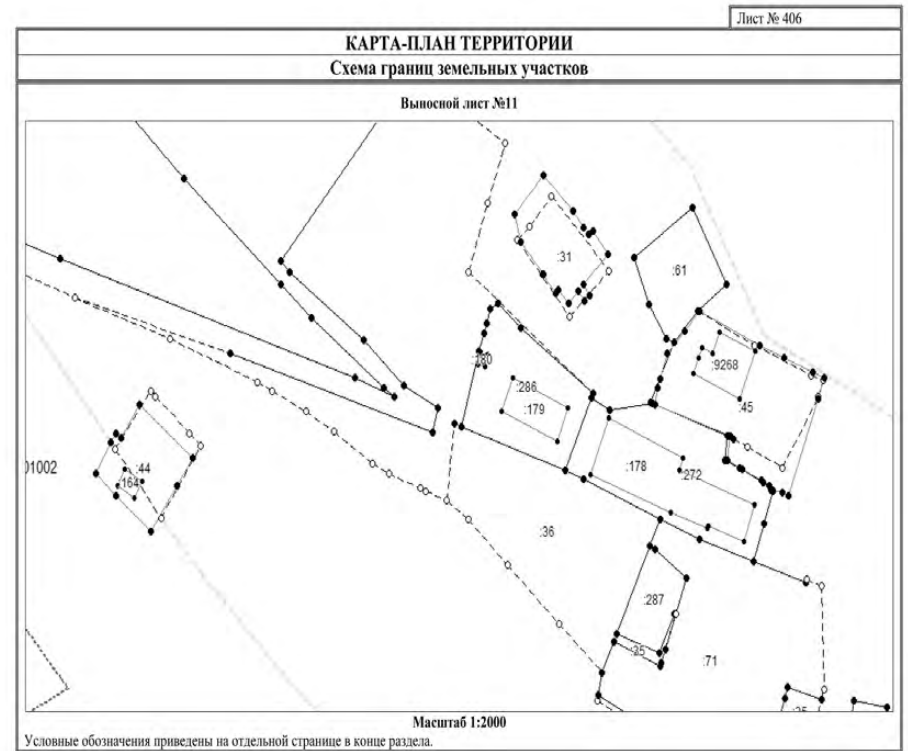 Лист № 406
КАРТА-ПЛАН ТЕРРИТОРИИ
Схема границ земельных участков
Выносной лист №11
:31
:61
:180
:9268
:286
:179
:45
:44
:164
01002
:178
:272
:36
:287
:25
:71
Масштаб 1:2000
Условные обозначения приведены на отдельной странице в конце раздела.